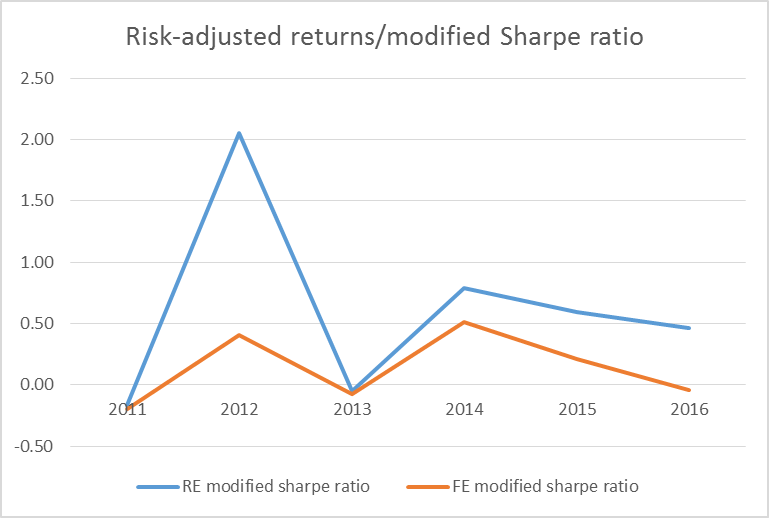 Risk-adjusted returns/modified Sharpe ratio
2.50
2.00
1.50
1.00
0.50
0.00
2011 2012 2013 2014 2015 2016
-0.50
RE modified sharpe ratio FE modified sharpe ratio